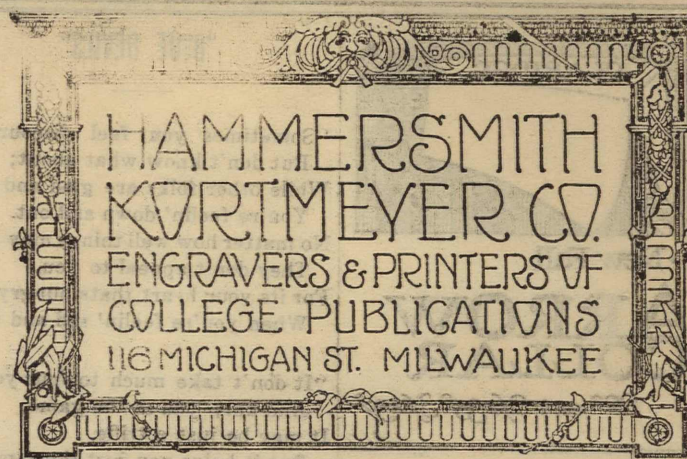 HAMMERSMITH
KORTMEYER CO.
ENGRAVERS & PRINTERS OF
COLLEGE PUBLICATIONS
116 MICHIGAN ST. MILWAUKEE